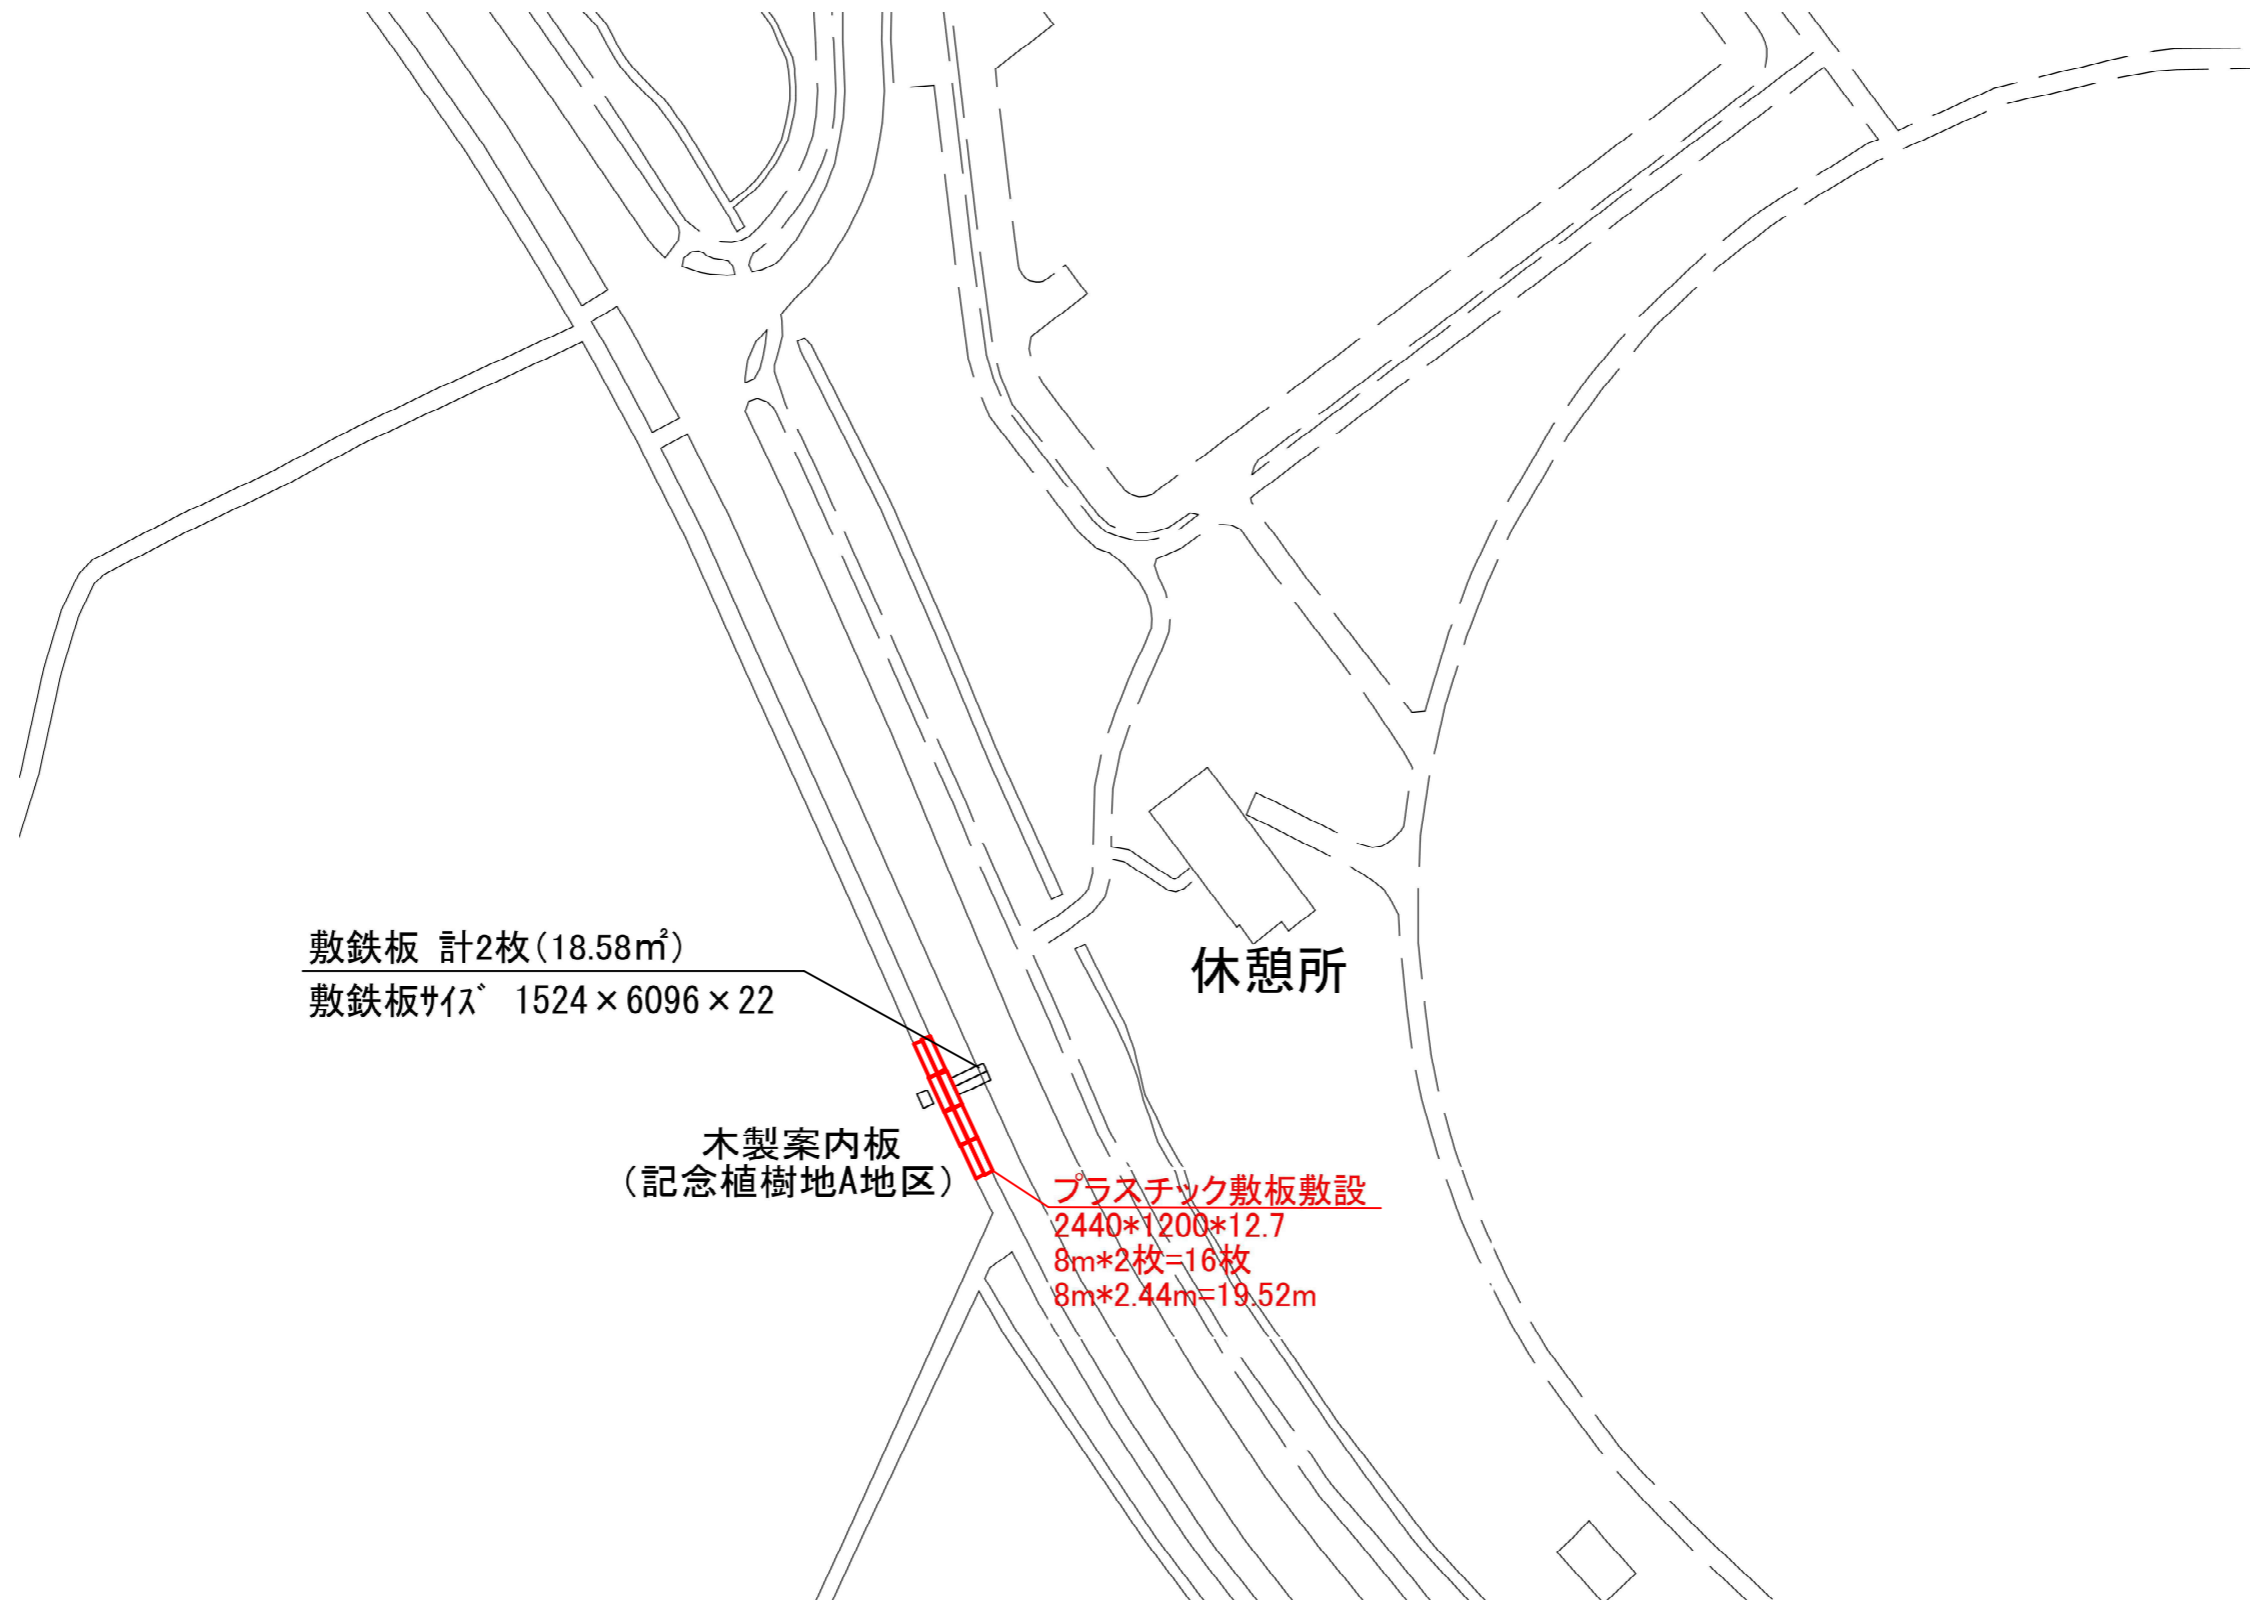 敷鉄板 計2枚(18.58㎡)
敷鉄板ｻｲｽﾞ 1524×6096×22
休憩所
木製案内板
(記念植樹地A地区)
プラスチック敷板敷設
2440*1200*12.7
8m*2枚=16枚
8m*2.44m=19.52m